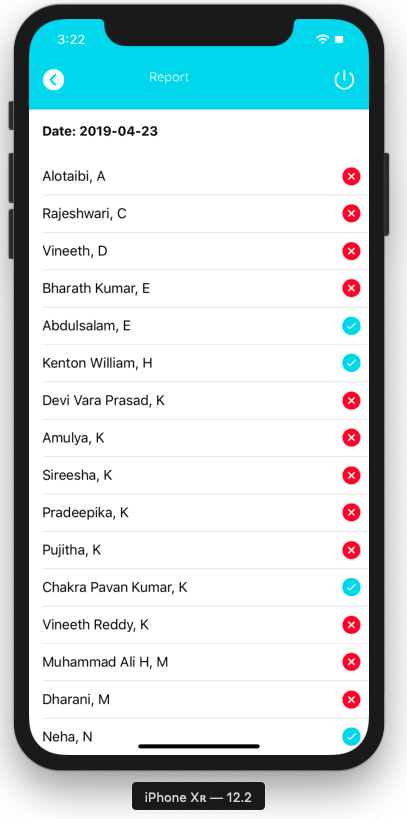 3:22
Report
Date: 2019-04-23
Alotaibi, A
Rajeshwari, C
Vineeth, D
Bharath Kumar, E
Abdulsalam, E
Kenton William, H
Devi Vara Prasad, K
Amulya, K
Sireesha, K
Pradeepika, K
Pujitha, K
Chakra Pavan Kumar, K
Vineeth Reddy, K
Muhammad Ali H, M
Dharani, M
Neha, N
iPhone Xʀ — 12.2